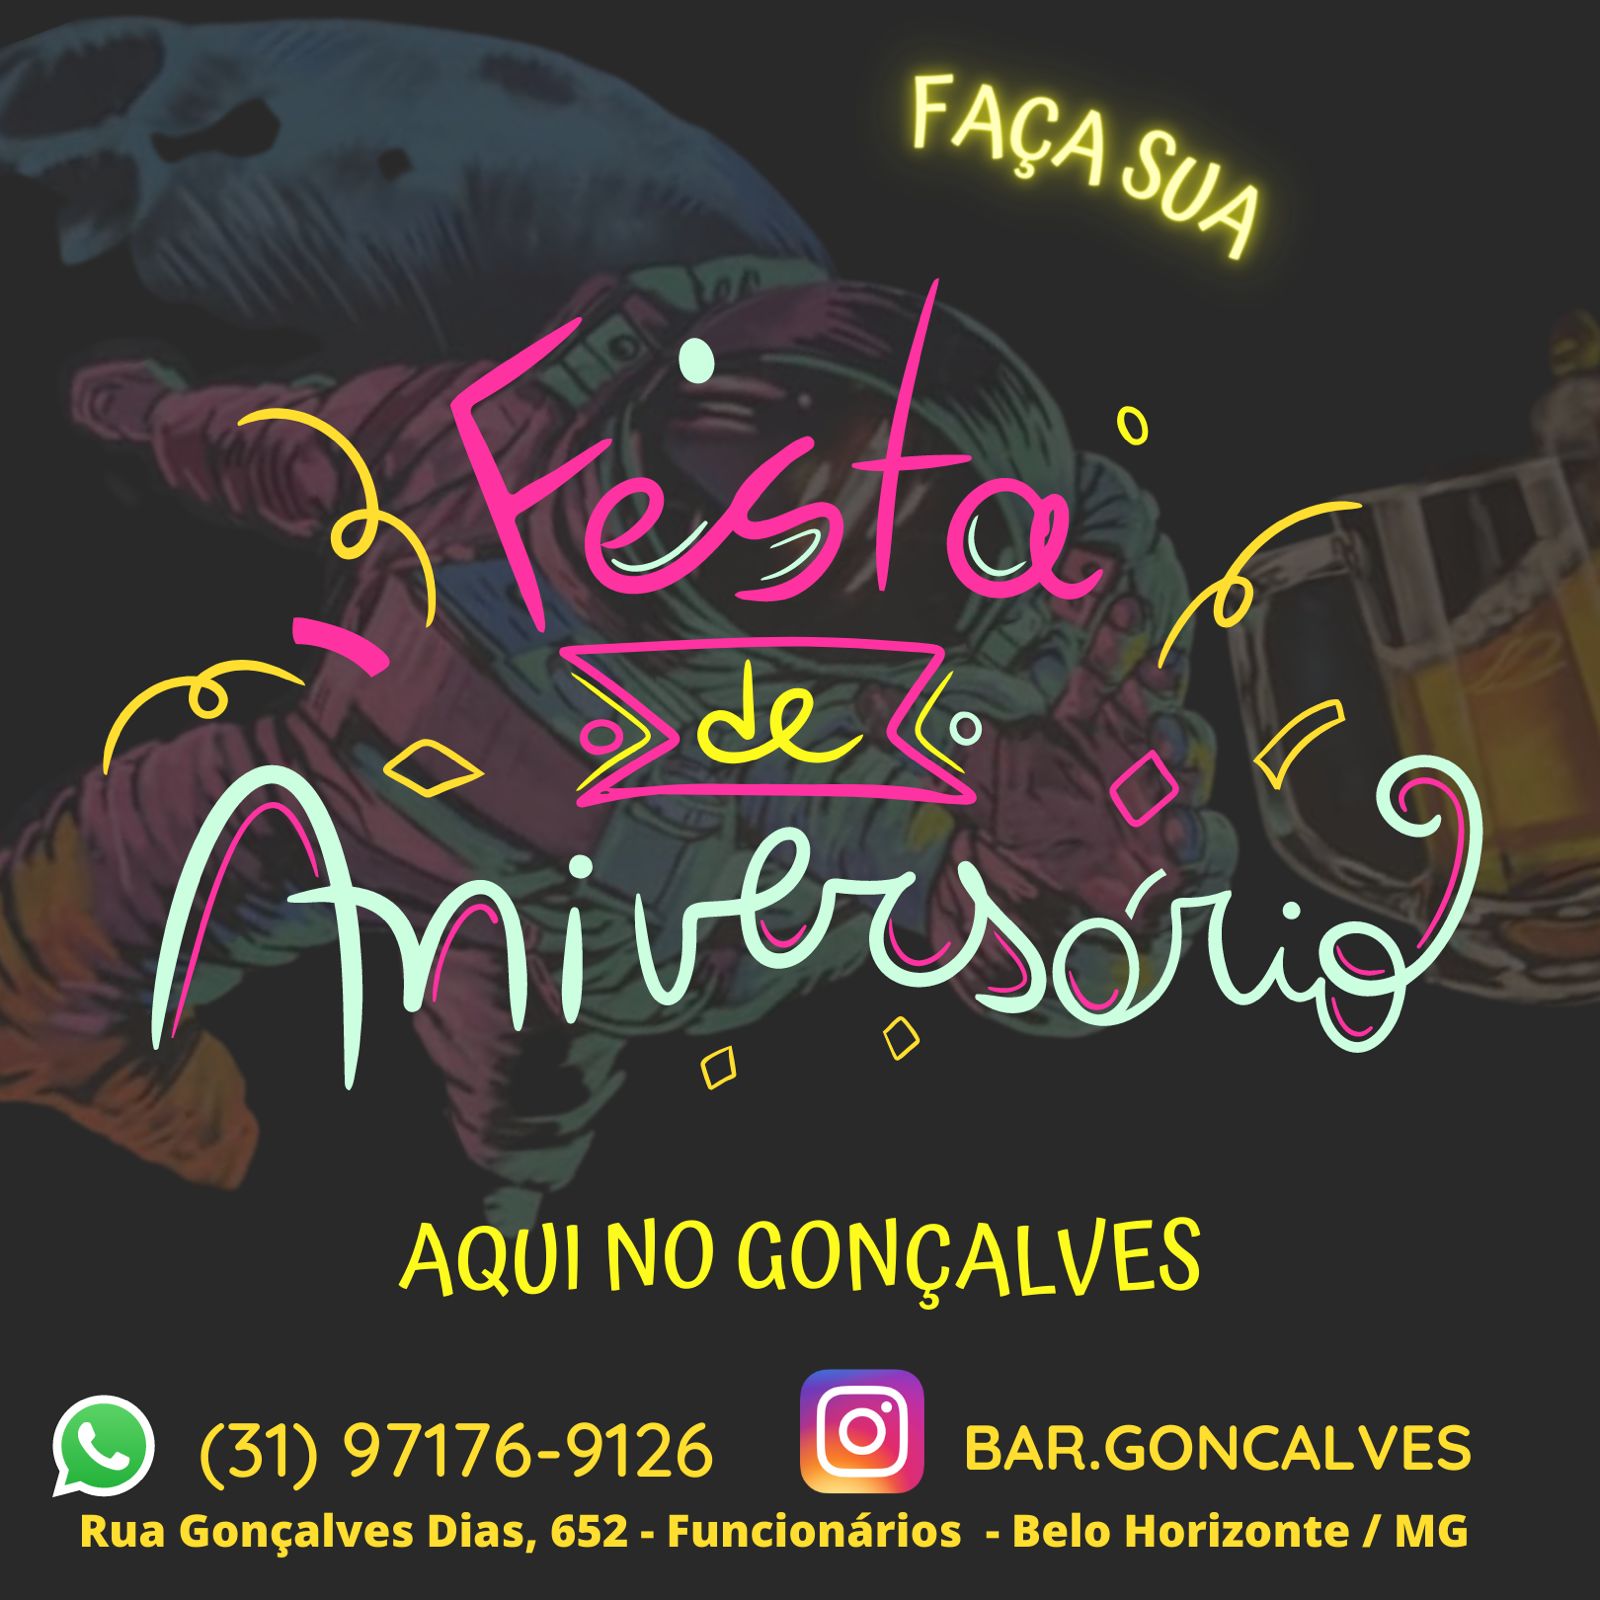 FAÇA SUA
Festa
de
Aniversário
AQUI NO GONÇALVES
(31) 97176-9126
BAR.GONCALVES
Rua Gonçalves Dias, 652 - Funcionários - Belo Horizonte / MG